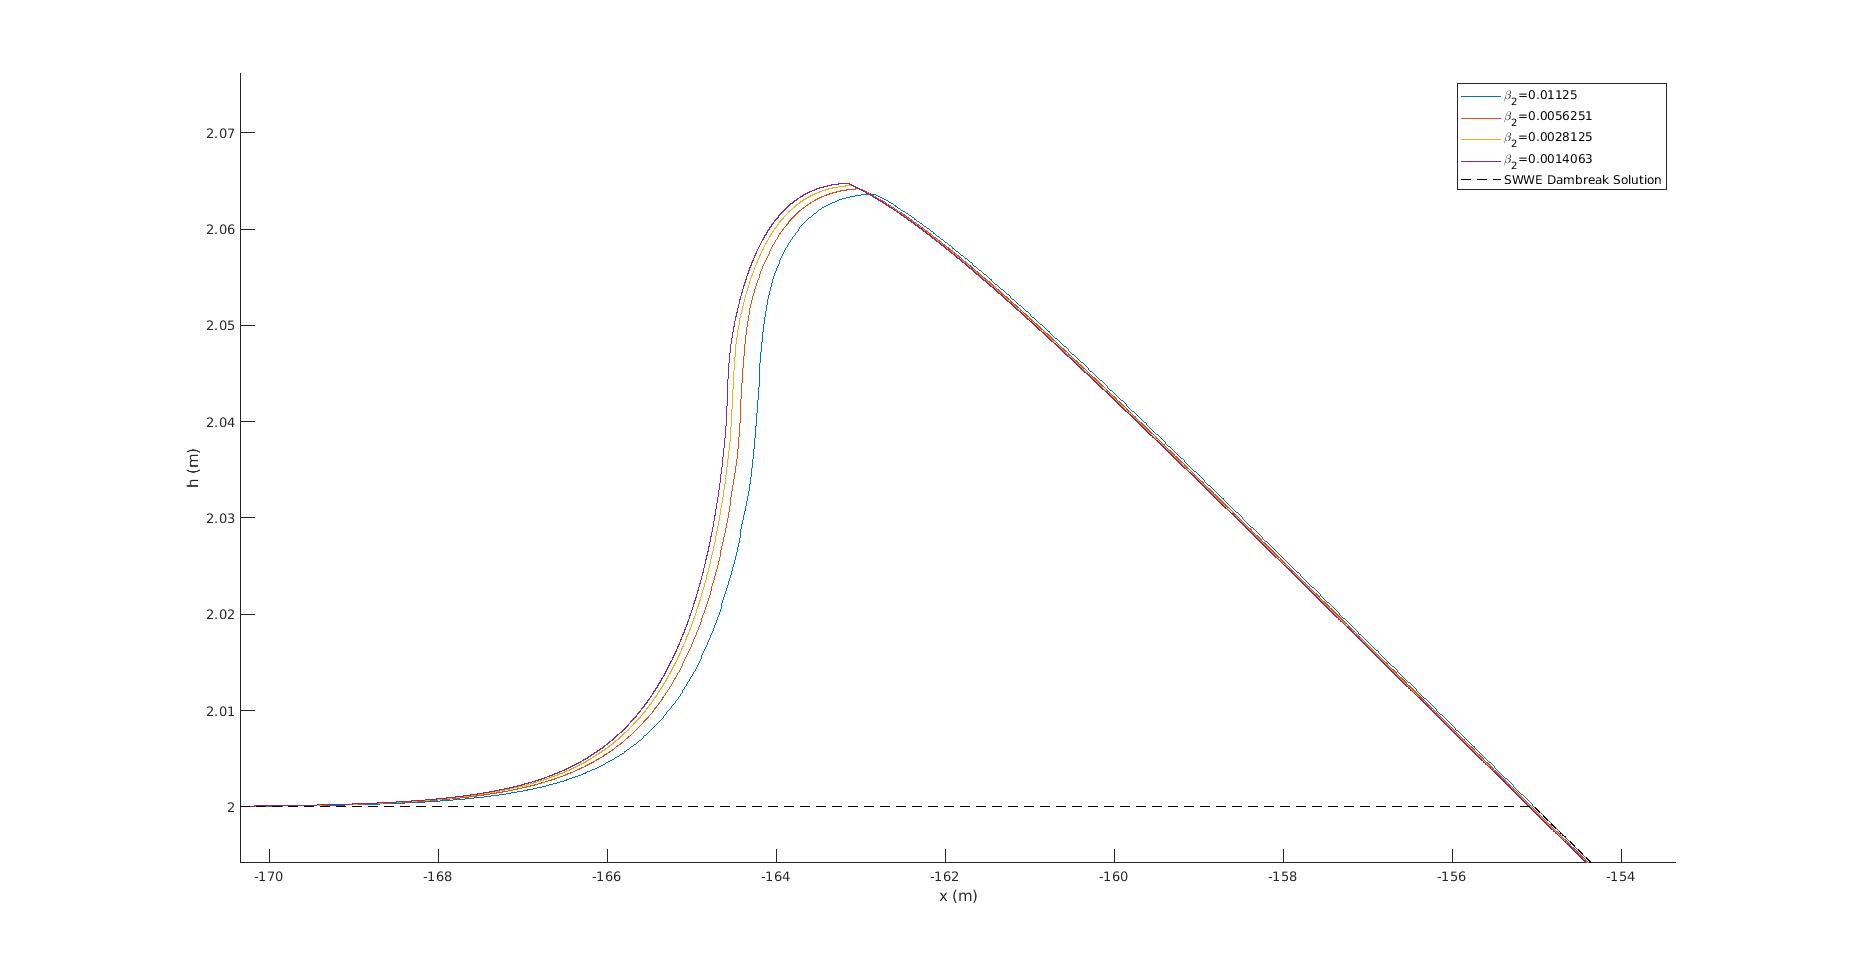 β2=0.01125
β2=0.0056251
β2=0.0028125
β2=0.0014063
SWWE Dambreak Solution
2.07
2.06
2.05
2.04
2.03
2.02
2.01
2
h (m)
-170 -168 -166 -164 -162 -160 -158 -156 -154
x (m)